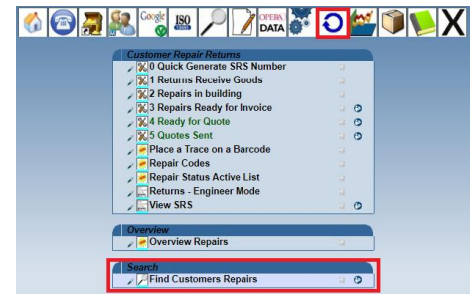 Google ISO OPERA DATA X
Customer Repair Returns
0 Quick Generate SRS Number
1 Returns Receive Goods
2 Repairs in building
3 Repairs Ready for Invoice
4 Ready for Quote
5 Quotes Sent
Place a Trace on a Barcode
Repair Codes
Repair Status Active List
Returns - Engineer Mode
View SRS
Overview
Overview Repairs
Search
Find Customers Repairs